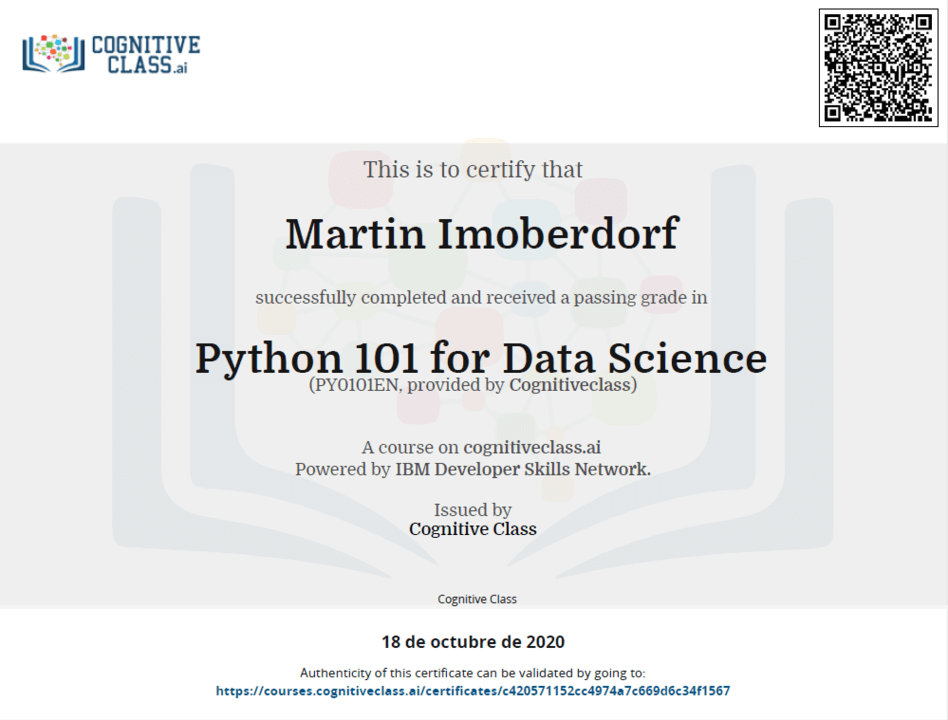 COGNITIVE
CLASS.ai
This is to certify that
Martin Imoberdorf
successfully completed and received a passing grade in
Python 101 for Data Science
(PY0101EN, provided by Cognitiveclass)
A course on cognitiveclass.ai
Powered by IBM Developer Skills Network.
Issued by
Cognitive Class
Cognitive Class
18 de octubre de 2020
Authenticity of this certificate can be validated by going to:
https://courses.cognitiveclass.ai/certificates/c420571152cc4974a7c669d6c34f1567